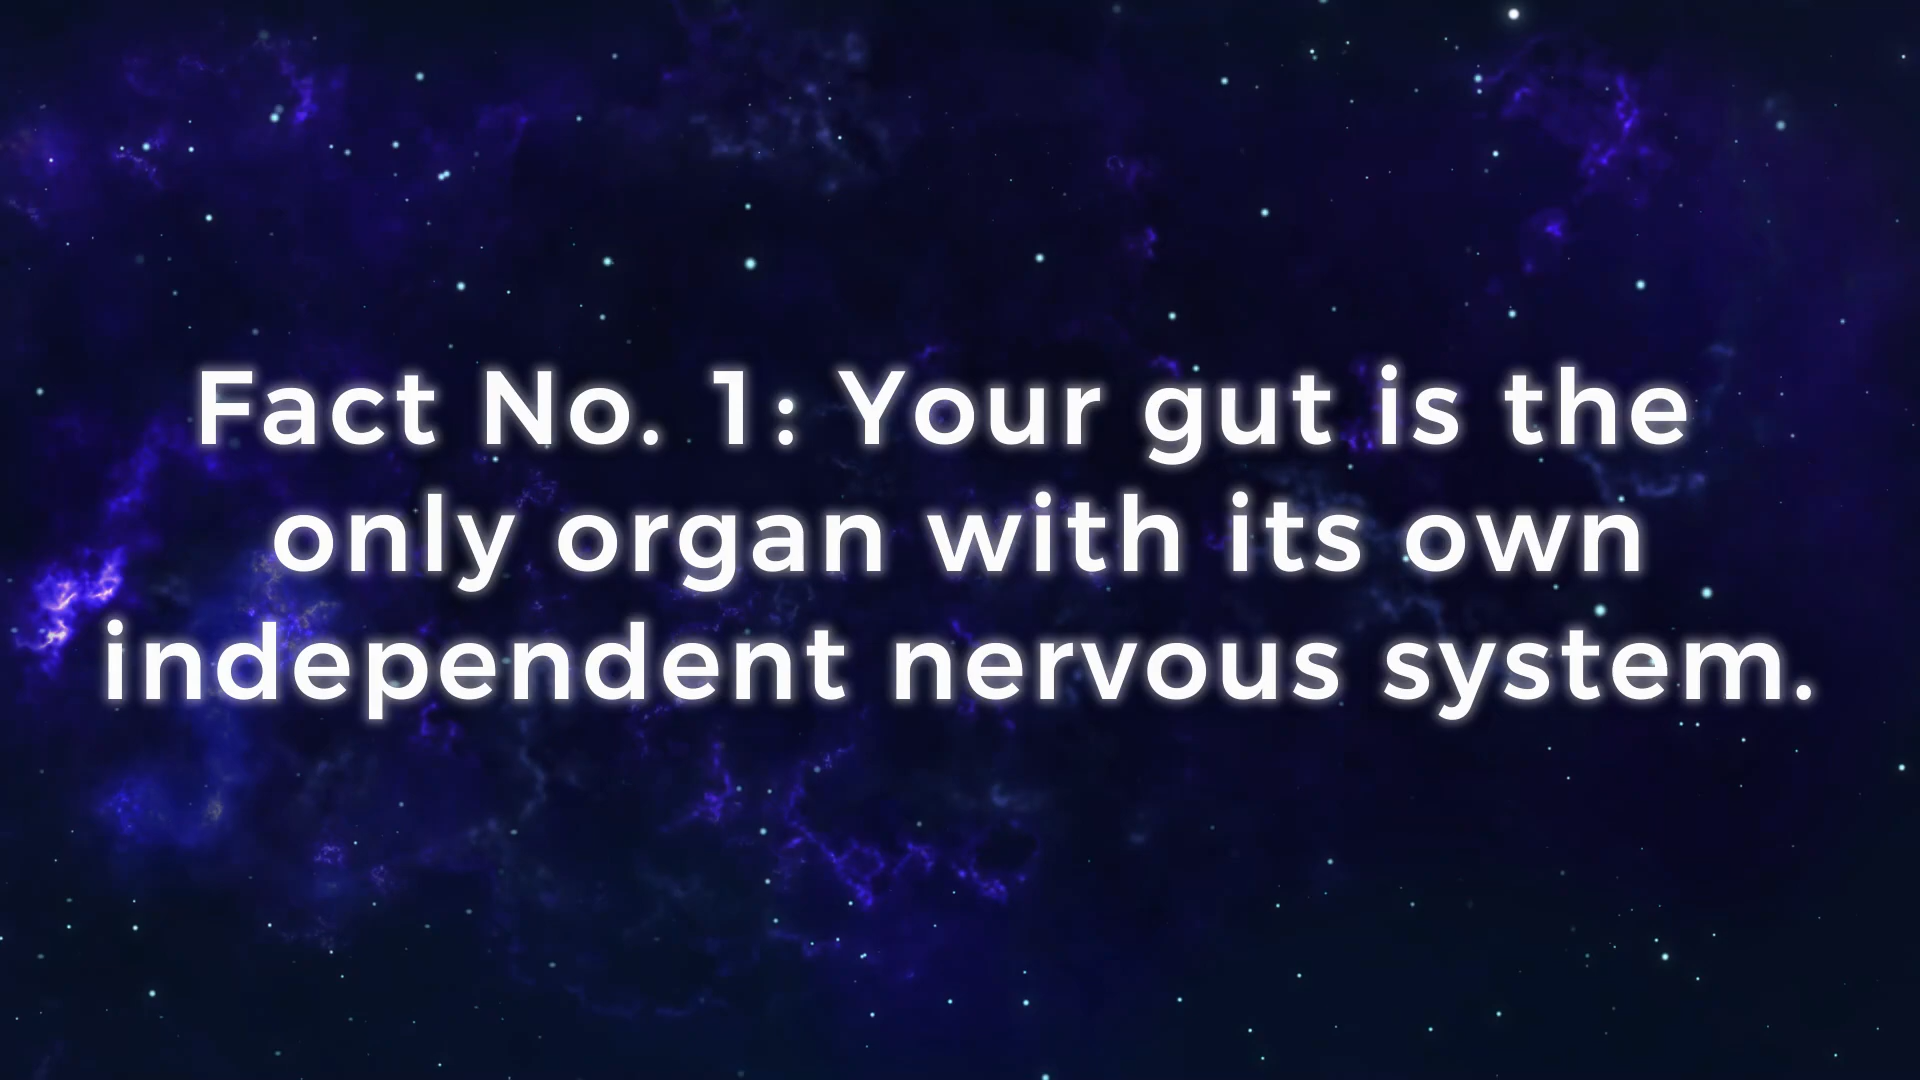 Fact No. 1: Your gut is the
only organ with its own
independent nervous system.